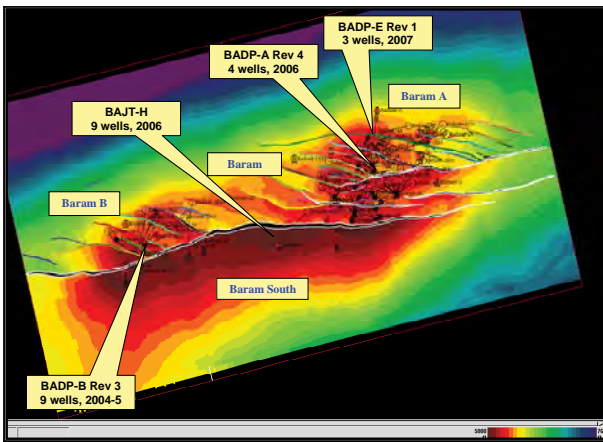 BADP-E Rev 1
3 wells, 2007
BADP-A Rev 4
4 wells, 2006
Baram A
BAJT-H
9 wells, 2006
Baram
Baram B
Baram South
BADP-B Rev 3
9 wells, 2004-5
5000